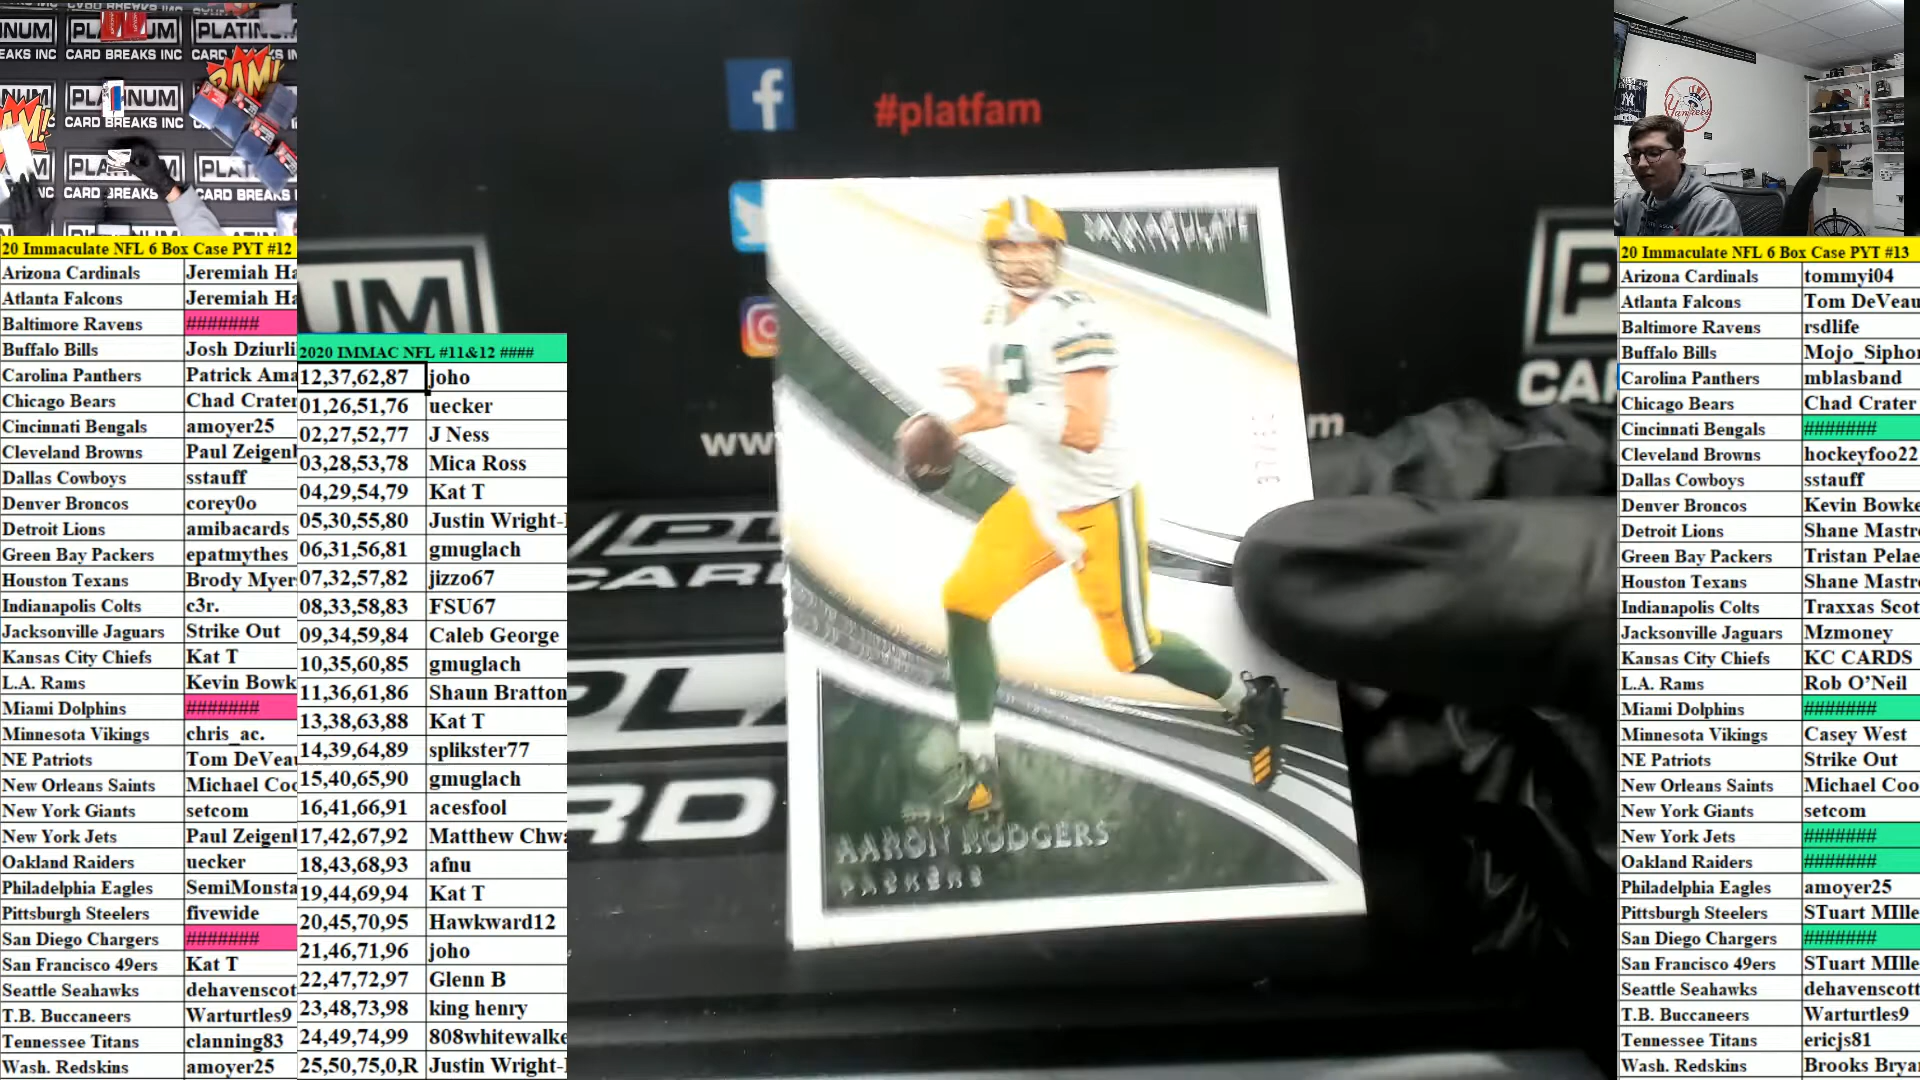 PLATINUM
CARD BREAKS INC
BAM!
#platfam
20 Immaculate NFL 6 Box Case PYT #12
Arizona Cardinals Jeremiah Ha
Atlanta Falcons Jeremiah Ha
Baltimore Ravens #######
Buffalo Bills Josh Dziurli
Carolina Panthers Patrick Ama
Chicago Bears Chad Crater
Cincinnati Bengals amoyer25
Cleveland Browns Paul Zeigenl
Dallas Cowboys sstauff
Denver Broncos corey0o
Detroit Lions amibacards
Green Bay Packers epatmythes
Houston Texans Brody Myer
Indianapolis Colts c3r.
Jacksonville Jaguars Strike Out
Kansas City Chiefs Kat T
L.A. Rams Kevin Bowk
Miami Dolphins #######
Minnesota Vikings chris_ac.
NE Patriots Tom DeVeau
New Orleans Saints Michael Coo
New York Giants setcom
New York Jets Paul Zeigenl
Oakland Raiders uecker
Philadelphia Eagles SemiMonsta
Pittsburgh Steelers fivewide
San Diego Chargers #######
San Francisco 49ers Kat T
Seattle Seahawks dehavenscot
T.B. Buccaneers Warturtles9
Tennessee Titans clanning83
Wash. Redskins amoyer25
2020 IMMAC NFL #11&12 ####
12,37,62,87 joho
01,26,51,76 uecker
02,27,52,77 J Ness
03,28,53,78 Mica Ross
04,29,54,79 Kat T
05,30,55,80 Justin Wright-
06,31,56,81 gmuglach
07,32,57,82 jizzo67
08,33,58,83 FSU67
09,34,59,84 Caleb George
10,35,60,85 gmuglach
11,36,61,86 Shaun Bratton
13,38,63,88 Kat T
14,39,64,89 splikster77
15,40,65,90 gmuglach
16,41,66,91 acesfool
17,42,67,92 Matthew Chwa
18,43,68,93 afnu
19,44,69,94 Kat T
20,45,70,95 Hawkward12
21,46,71,96 joho
22,47,72,97 Glenn B
23,48,73,98 king henry
24,49,74,99 808whitewalke
25,50,75,0,R Justin Wright-
IMMACULATE
AARON RODGERS
PACKERS
Yankees
20 Immaculate NFL 6 Box Case PYT #13
Arizona Cardinals tommyi04
Atlanta Falcons Tom DeVeau
Baltimore Ravens rsdlife
Buffalo Bills Mojo_Siphon
Carolina Panthers mblasband
Chicago Bears Chad Crater
Cincinnati Bengals #######
Cleveland Browns hockeyfoo22
Dallas Cowboys sstauff
Denver Broncos Kevin Bowke
Detroit Lions Shane Mastro
Green Bay Packers Tristan Pelae
Houston Texans Shane Mastro
Indianapolis Colts Traxxas Scot
Jacksonville Jaguars Mzmoney
Kansas City Chiefs KC CARDS
L.A. Rams Rob O'Neil
Miami Dolphins #######
Minnesota Vikings Casey West
NE Patriots Strike Out
New Orleans Saints Michael Coo
New York Giants setcom
New York Jets #######
Oakland Raiders #######
Philadelphia Eagles amoyer25
Pittsburgh Steelers STuart MIlle
San Diego Chargers #######
San Francisco 49ers STuart MIlle
Seattle Seahawks dehavenscott
T.B. Buccaneers Warturtles9
Tennessee Titans ericjs81
Wash. Redskins Brooks Brya